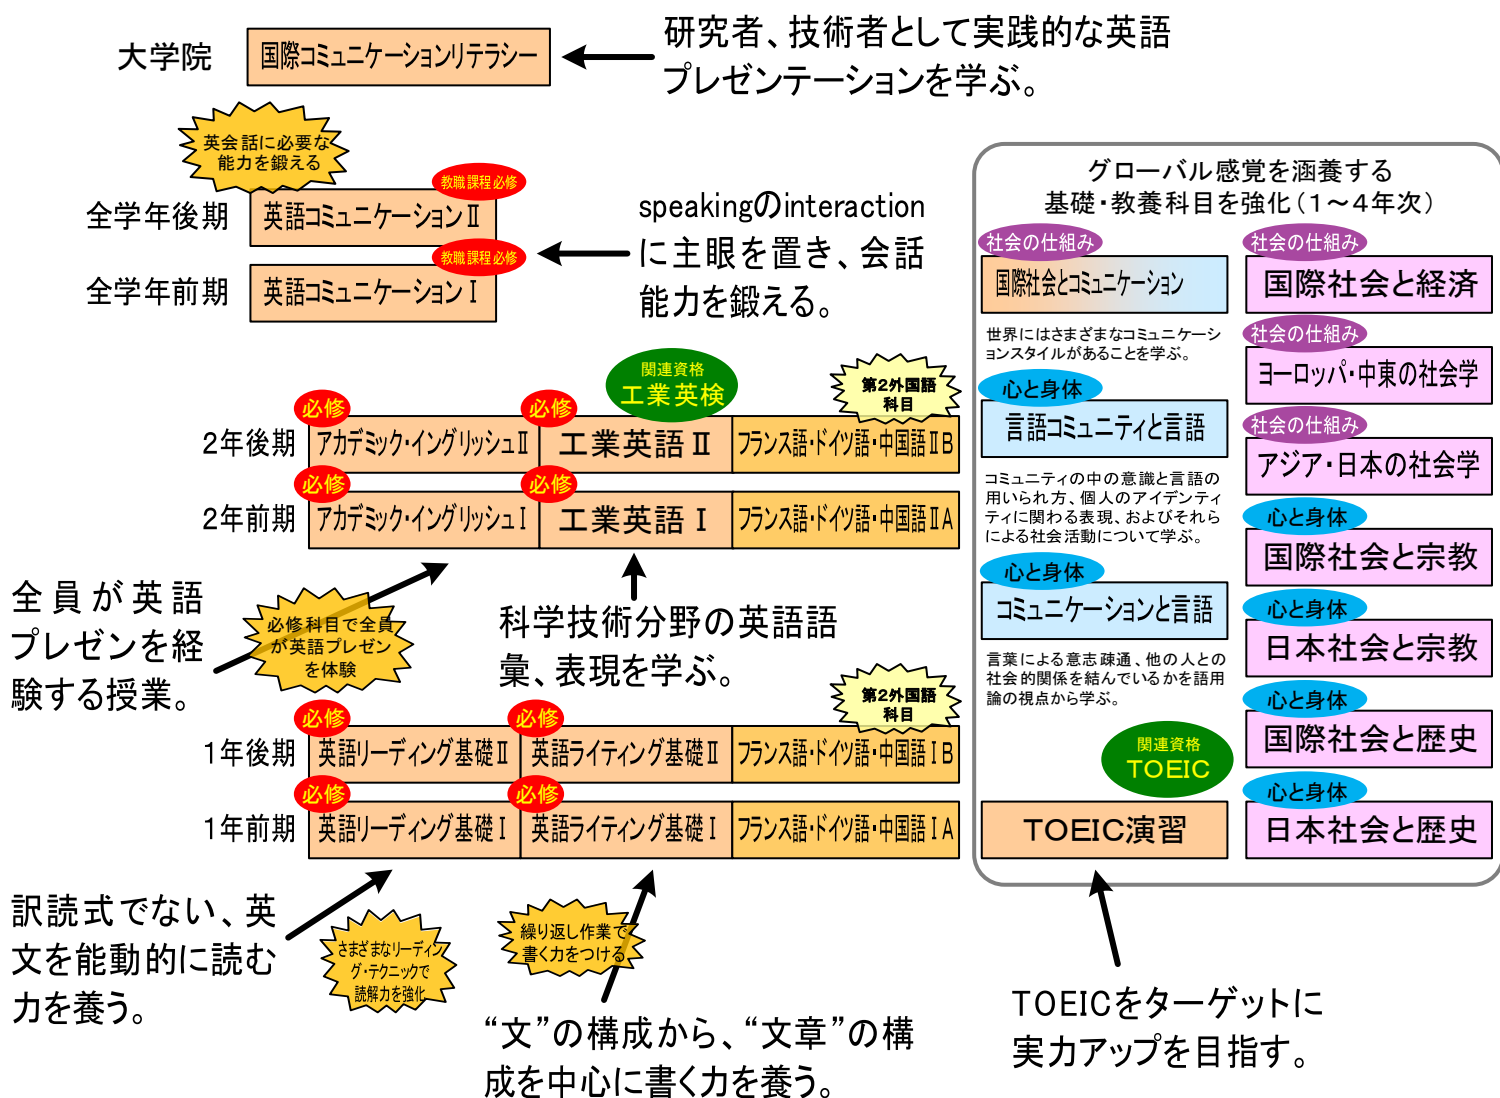 大学院
国際コミュニケーションリテラシー
研究者、技術者として実践的な英語
プレゼンテーションを学ぶ。
英会話に必要な
能力を鍛える
教職課程必修
全学年後期
英語コミュニケーションⅡ
教職課程必修
全学年前期
英語コミュニケーションⅠ
speakingのinteraction
に主眼を置き、会話
能力を鍛える。
関連資格
工業英検
第2外国語
科目
必修
必修
2年後期
アカデミック・イングリッシュⅡ
工業英語Ⅱ
フランス語・ドイツ語・中国語ⅡB
必修
必修
2年前期
アカデミック・イングリッシュⅠ
工業英語Ⅰ
フランス語・ドイツ語・中国語ⅡA
全員が英語
プレゼンを経
験する授業。
必修科目で全員
が英語プレゼン
を体験
科学技術分野の英語語
彙、表現を学ぶ。
第2外国語
科目
必修
必修
1年後期
英語リーディング基礎Ⅱ
英語ライティング基礎Ⅱ
フランス語・ドイツ語・中国語ⅠB
必修
必修
1年前期
英語リーディング基礎Ⅰ
英語ライティング基礎Ⅰ
フランス語・ドイツ語・中国語ⅠA
訳読式でない、英
文を能動的に読む
力を養う。
さまざまなリーディン
グ・テクニックで
読解力を強化
繰り返し作業で
書く力をつける
“文”の構成から、“文章”の構
成を中心に書く力を養う。
グローバル感覚を涵養する
基礎・教養科目を強化（1～4年次）
社会の仕組み
国際社会とコミュニケーション
世界にはさまざまなコミュニケーシ
ョンスタイルがあることを学ぶ。
心と身体
言語コミュニティと言語
コミュニティの中の意識と言語の
用いられ方、個人のアイデンティ
ティに関わる表現、およびそれら
による社会活動について学ぶ。
心と身体
コミュニケーションと言語
言葉による意志疎通、他の人との
社会的関係を結んでいるかを語用
論の視点から学ぶ。
関連資格
TOEIC
TOEIC演習
社会の仕組み
国際社会と経済
社会の仕組み
ヨーロッパ・中東の社会学
社会の仕組み
アジア・日本の社会学
心と身体
国際社会と宗教
心と身体
日本社会と宗教
心と身体
国際社会と歴史
心と身体
日本社会と歴史
TOEICをターゲットに
実力アップを目指す。